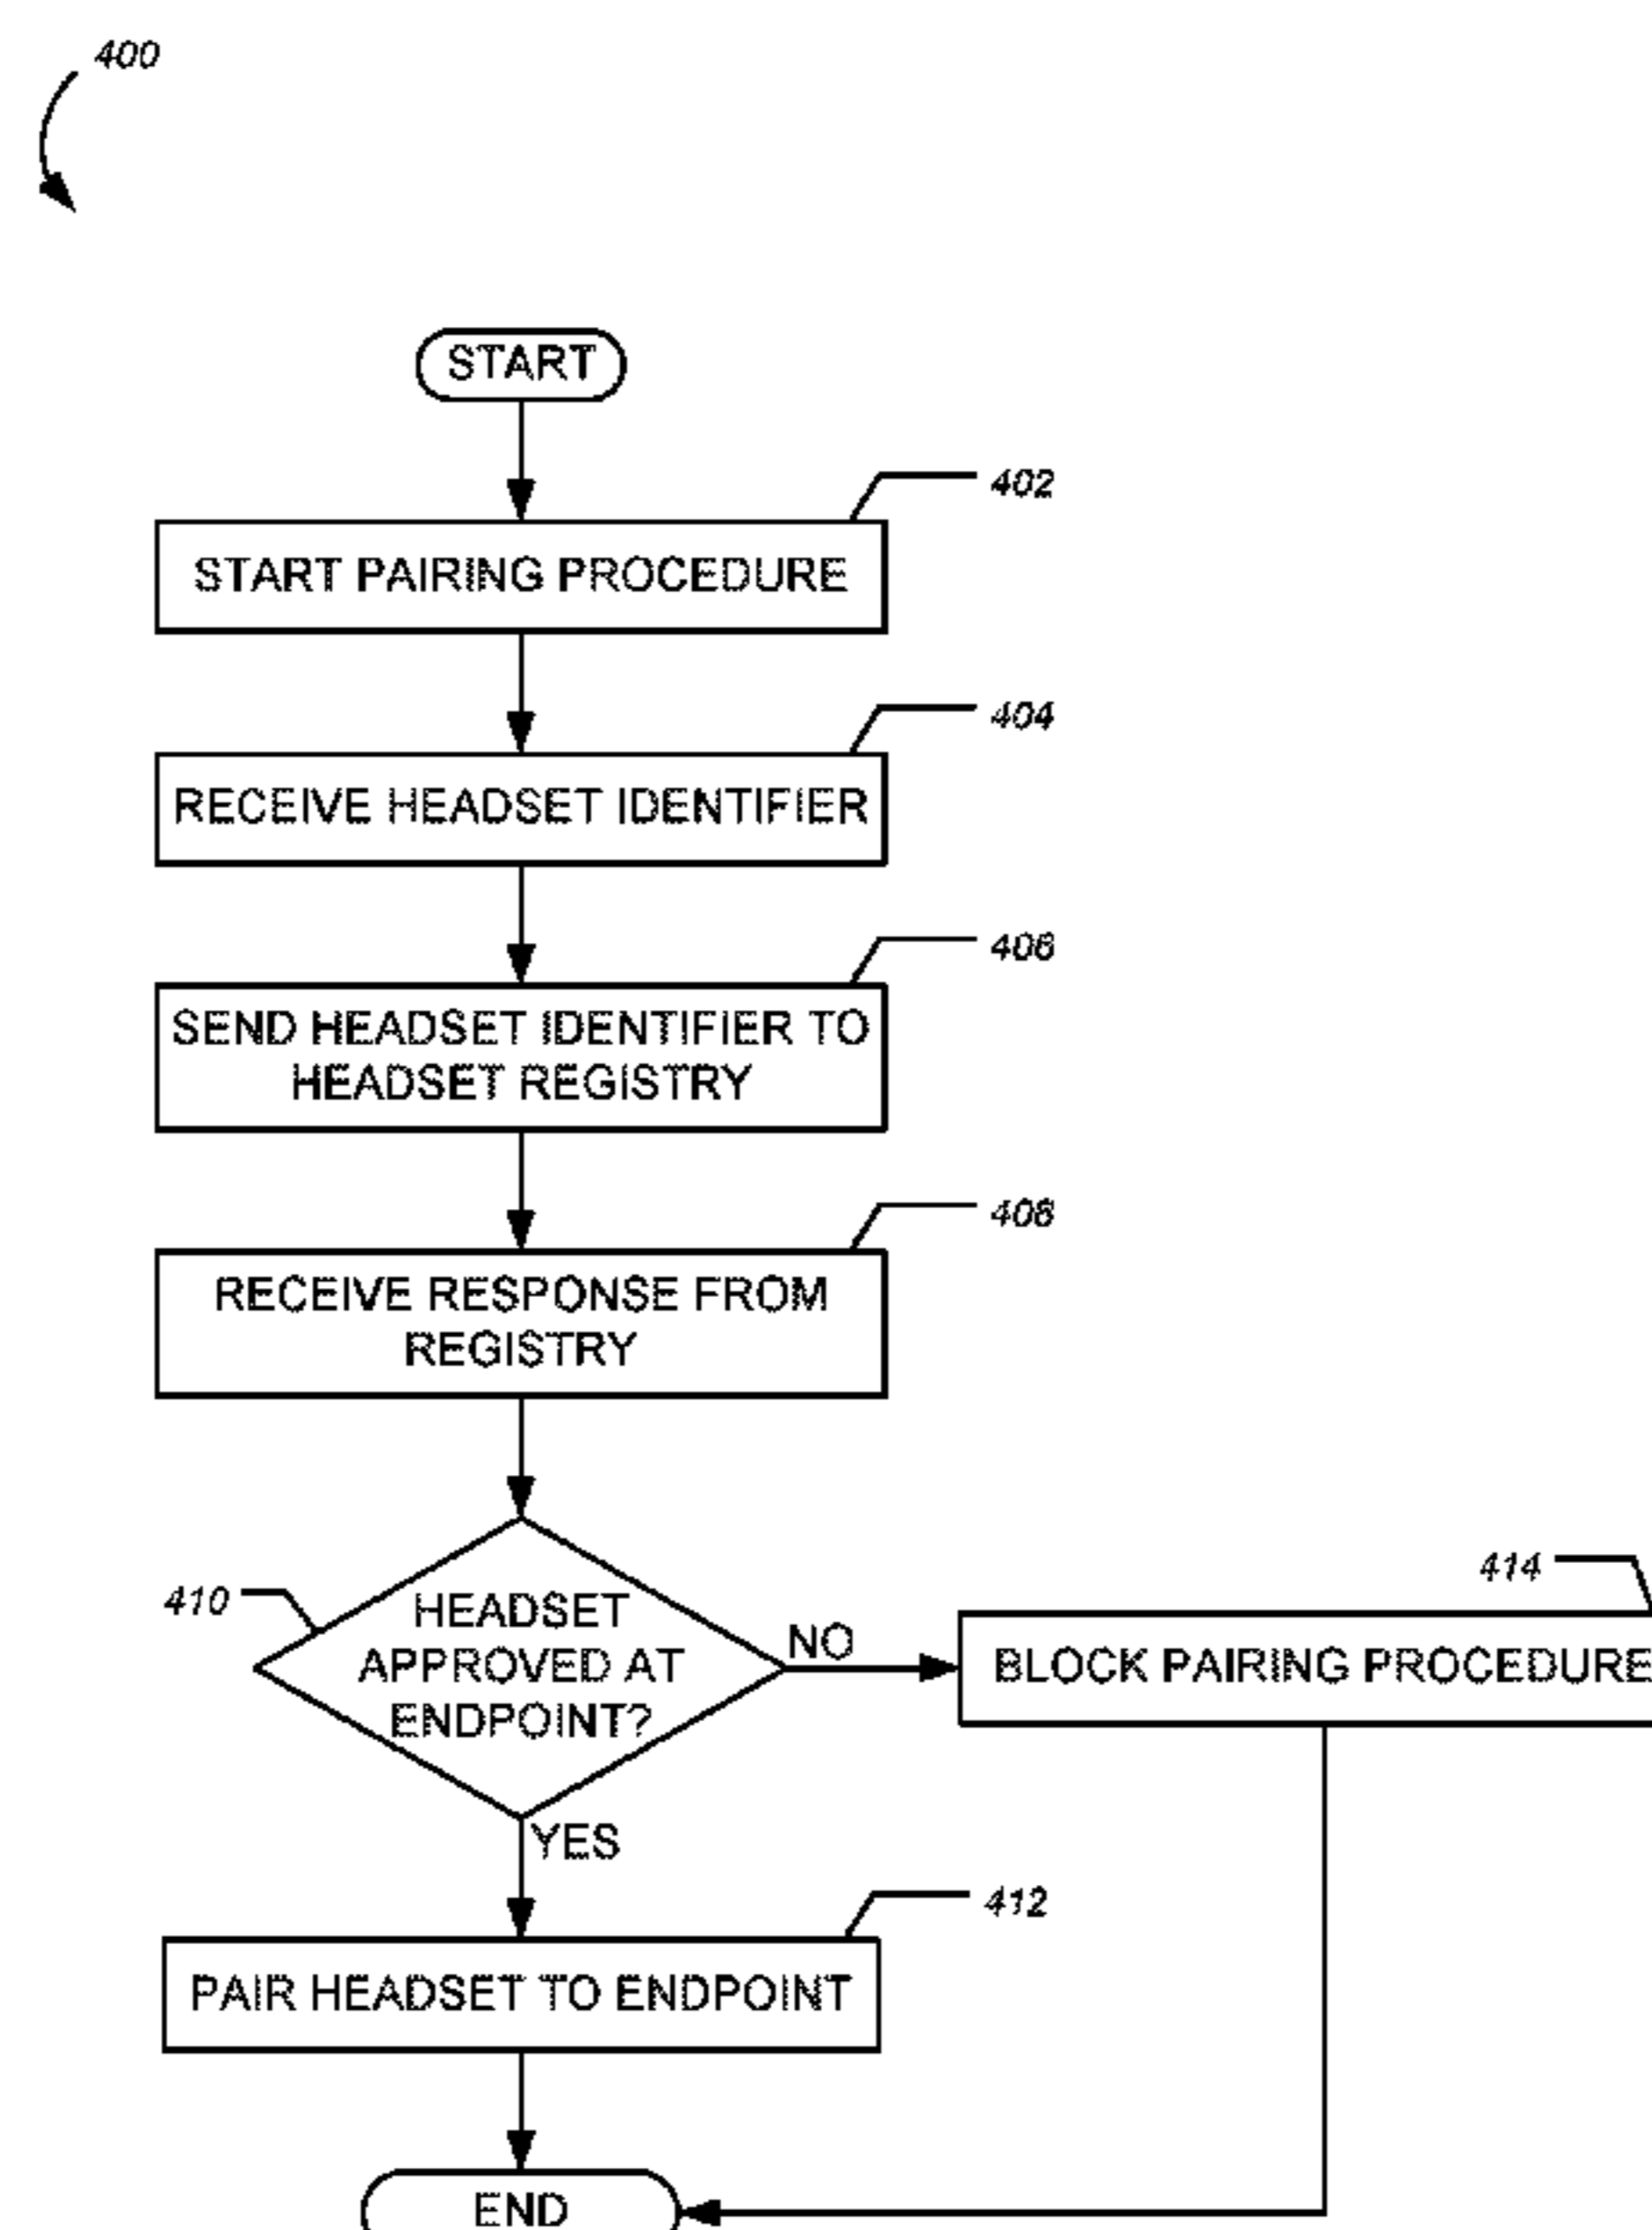 400
START
402
START PAIRING PROCEDURE
404
RECEIVE HEADSET IDENTIFIER
406
SEND HEADSET IDENTIFIER TO
HEADSET REGISTRY
408
RECEIVE RESPONSE FROM
REGISTRY
410
HEADSET
APPROVED AT
ENDPOINT?
NO
414
BLOCK PAIRING PROCEDURE
YES
412
PAIR HEADSET TO ENDPOINT
END